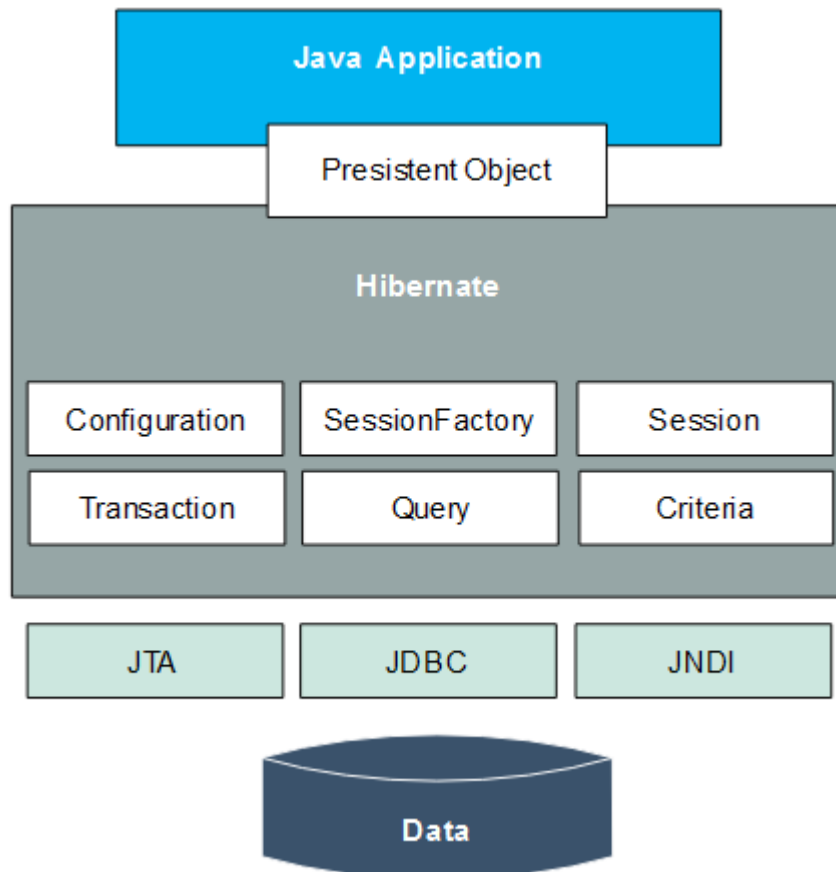 Java Application
Presistent Object
Hibernate
Configuration
SessionFactory
Session
Transaction
Query
Criteria
JTA
JDBC
JNDI
Data